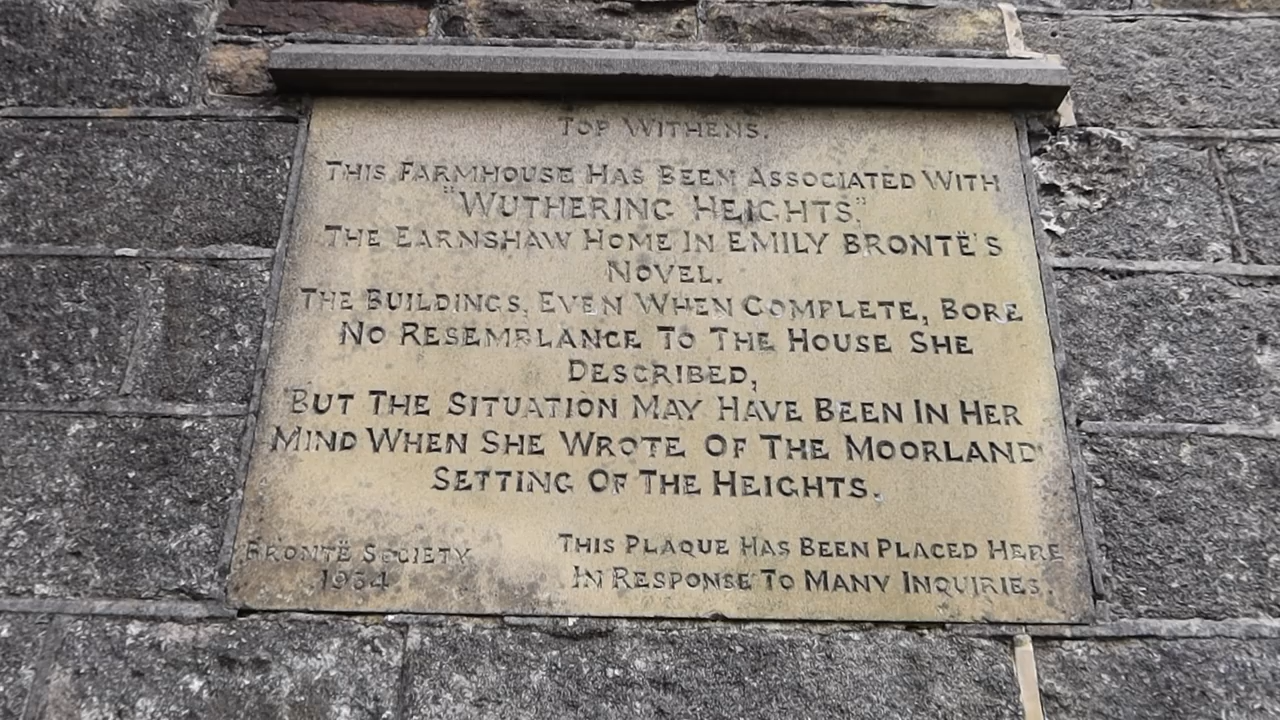 TOP WITHENS.
THIS FARMHOUSE HAS BEEN ASSOCIATED WITH
"WUTHERING HEIGHTS."
THE EARNSHAW HOME IN EMILY BRONTË'S
NOVEL.
THE BUILDINGS, EVEN WHEN COMPLETE, BORE
NO RESEMBLANCE TO THE HOUSE SHE
DESCRIBED,
BUT THE SITUATION MAY HAVE BEEN IN HER
MIND WHEN SHE WROTE OF THE MOORLAND
SETTING OF THE HEIGHTS.
BRONTË SOCIETY
1964
THIS PLAQUE HAS BEEN PLACED HERE
IN RESPONSE TO MANY INQUIRIES.